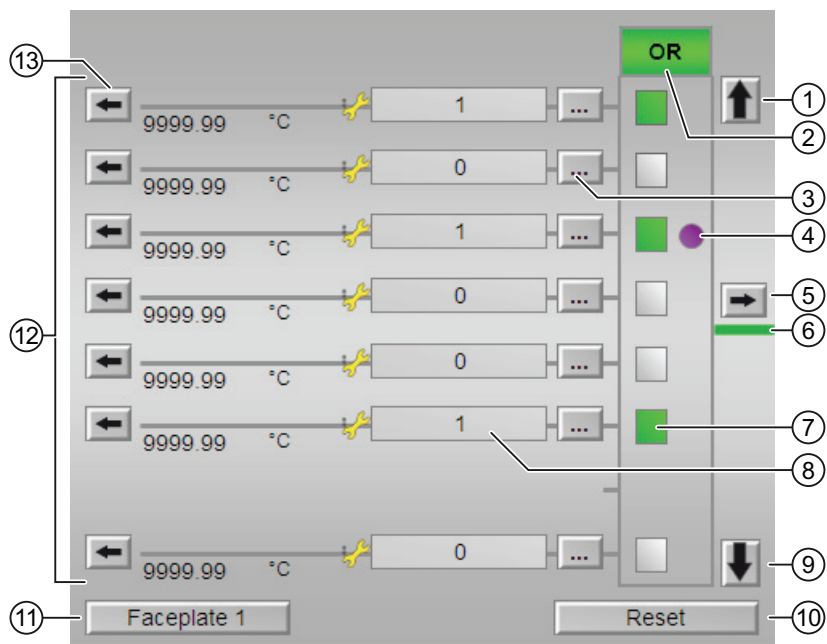 OR
⑬
1 ... ①
9999.99 °C ②
0 ...
9999.99 °C ③
1 ... ④
9999.99 °C
0 ... ⑤
9999.99 °C ⑥
⑫
0 ...
9999.99 °C
1 ... ⑦
9999.99 °C ⑧
0 ... ⑨
9999.99 °C
⑪ Faceplate 1 Reset ⑩